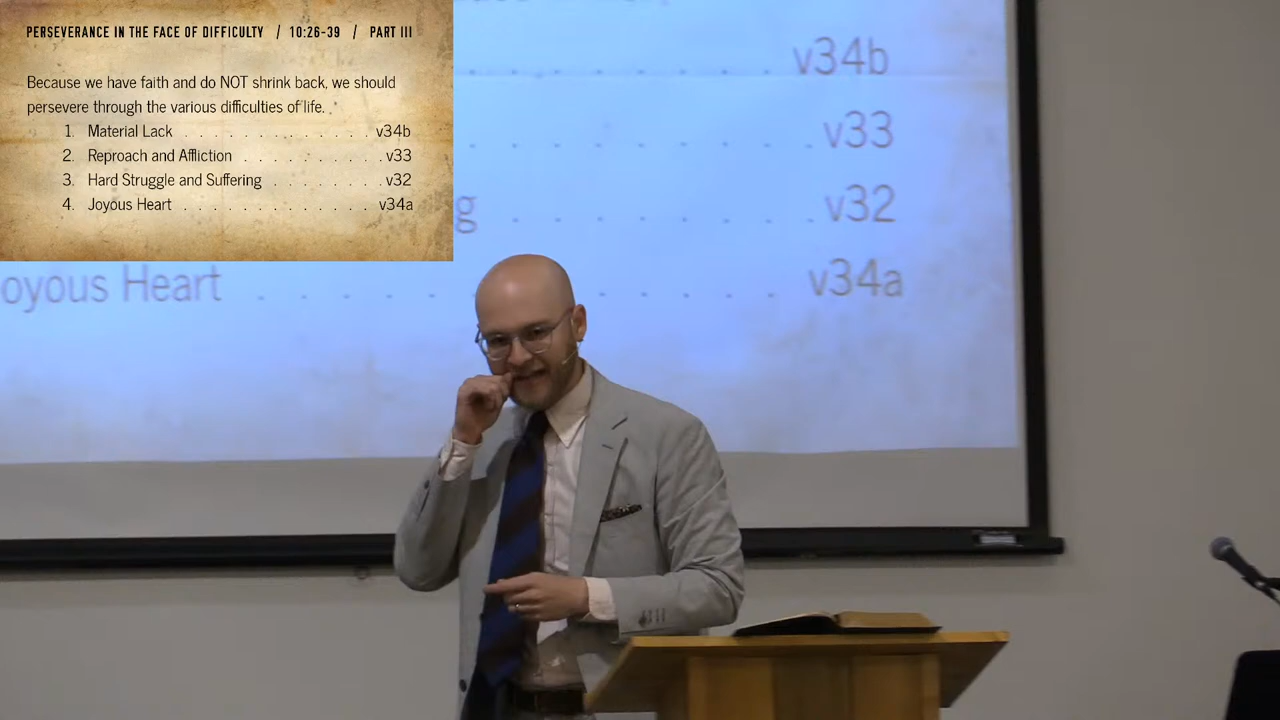 PERSEVERANCE IN THE FACE OF DIFFICULTY / 10:26-39 / PART III
Because we have faith and do NOT shrink back, we should
persevere through the various difficulties of life.
1. Material Lack . . . . . . . . . . . . . v34b
2. Reproach and Affliction . . . . . . . . . . v33
3. Hard Struggle and Suffering . . . . . . . . v32
4. Joyous Heart . . . . . . . . . . . . . v34a
v34b
v33
g . . . . . v32
oyous Heart . . . . . . . . v34a